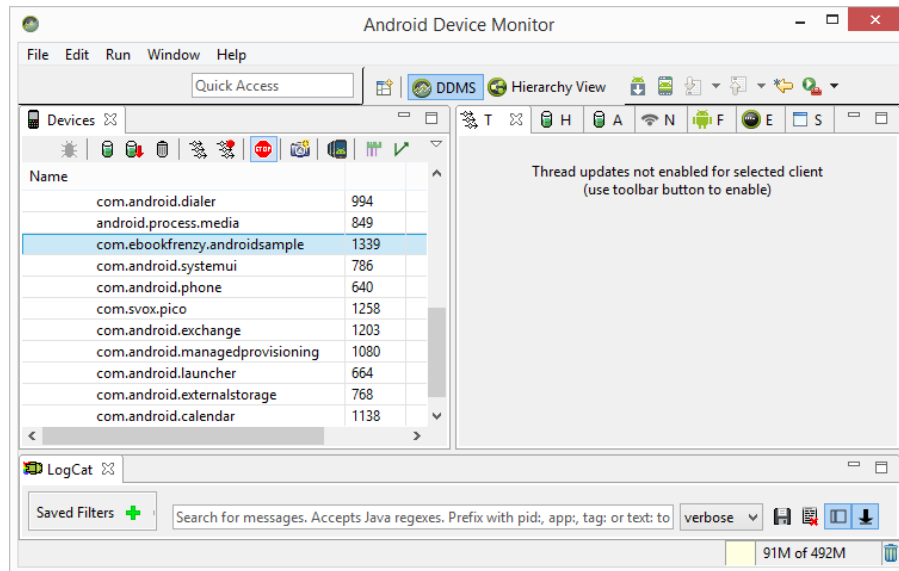 Android Device Monitor
File Edit Run Window Help
Quick Access DDMS Hierarchy View
Devices T H A N F E S
STOP
Name
com.android.dialer 994
android.process.media 849
com.ebookfrenzy.androidsample 1339
com.android.systemui 786
com.android.phone 640
com.svox.pico 1258
com.android.exchange 1203
com.android.managedprovisioning 1080
com.android.launcher 664
com.android.externalstorage 768
com.android.calendar 1138
Thread updates not enabled for selected client
(use toolbar button to enable)
LogCat
Saved Filters
Search for messages. Accepts Java regexes. Prefix with pid:, app:, tag: or text: to verbose
91M of 492M